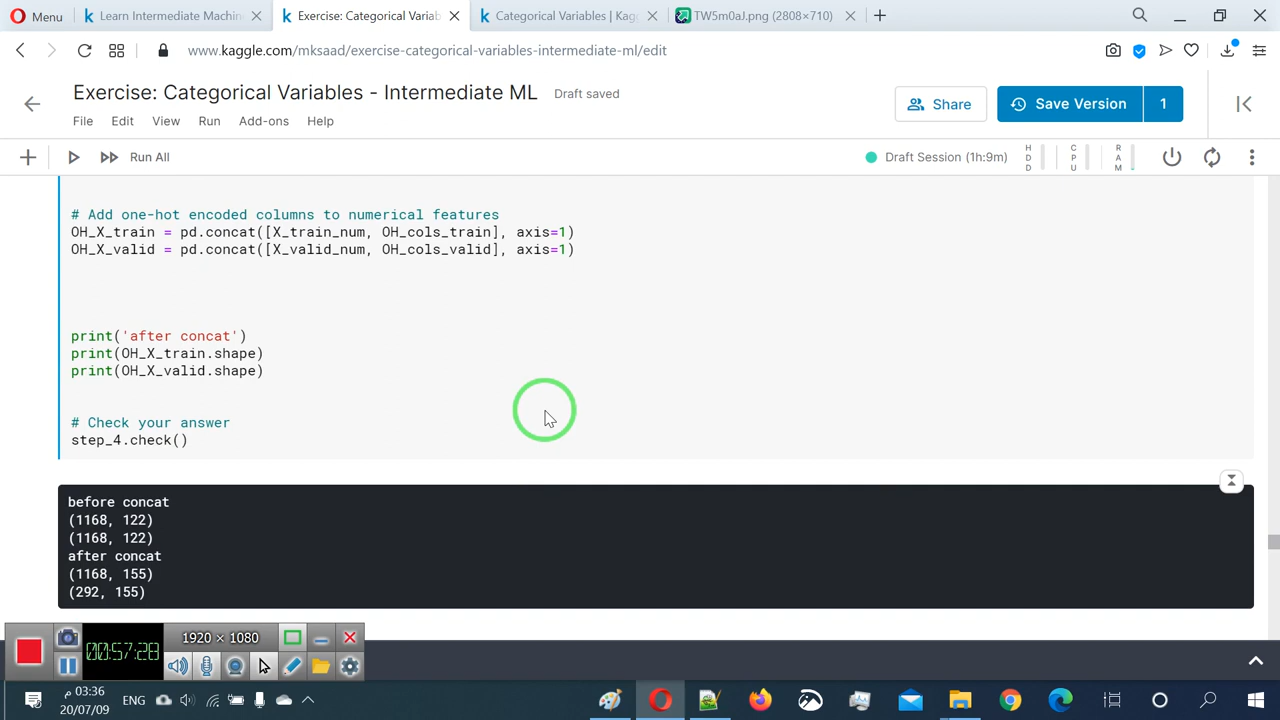 Menu
Learn Intermediate Machin
Exercise: Categorical Variab
Categorical Variables | Kagg
TW5m0aJ.png (2808×710)
www.kaggle.com/mksaad/exercise-categorical-variables-intermediate-ml/edit
Exercise: Categorical Variables - Intermediate ML
Draft saved
Share
Save Version
1
File Edit View Run Add-ons Help
Run All
Draft Session (1h:9m)
HDD
CPU
RAM
# Add one-hot encoded columns to numerical features
OH_X_train = pd.concat([X_train_num, OH_cols_train], axis=1)
OH_X_valid = pd.concat([X_valid_num, OH_cols_valid], axis=1)
print('after concat')
print(OH_X_train.shape)
print(OH_X_valid.shape)
# Check your answer
step_4.check()
before concat
(1168, 122)
(1168, 122)
after concat
(1168, 155)
(292, 155)
00:57:28
1920 × 1080
03:36 م
20/07/09
ENG